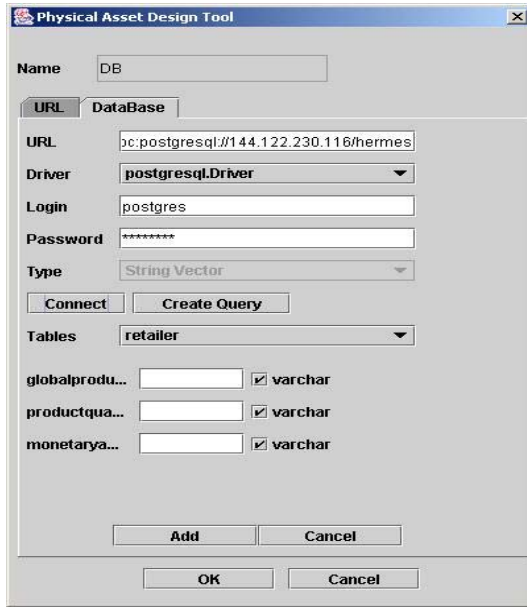 Physical Asset Design Tool
Name DB
URL DataBase
URL bc:postgresql://144.122.230.116/hermes
Driver postgresql.Driver
Login postgres
Password ********
Type String Vector
Connect Create Query
Tables retailer
globalprodu... varchar
productqua... varchar
monetarya... varchar
Add Cancel
OK Cancel